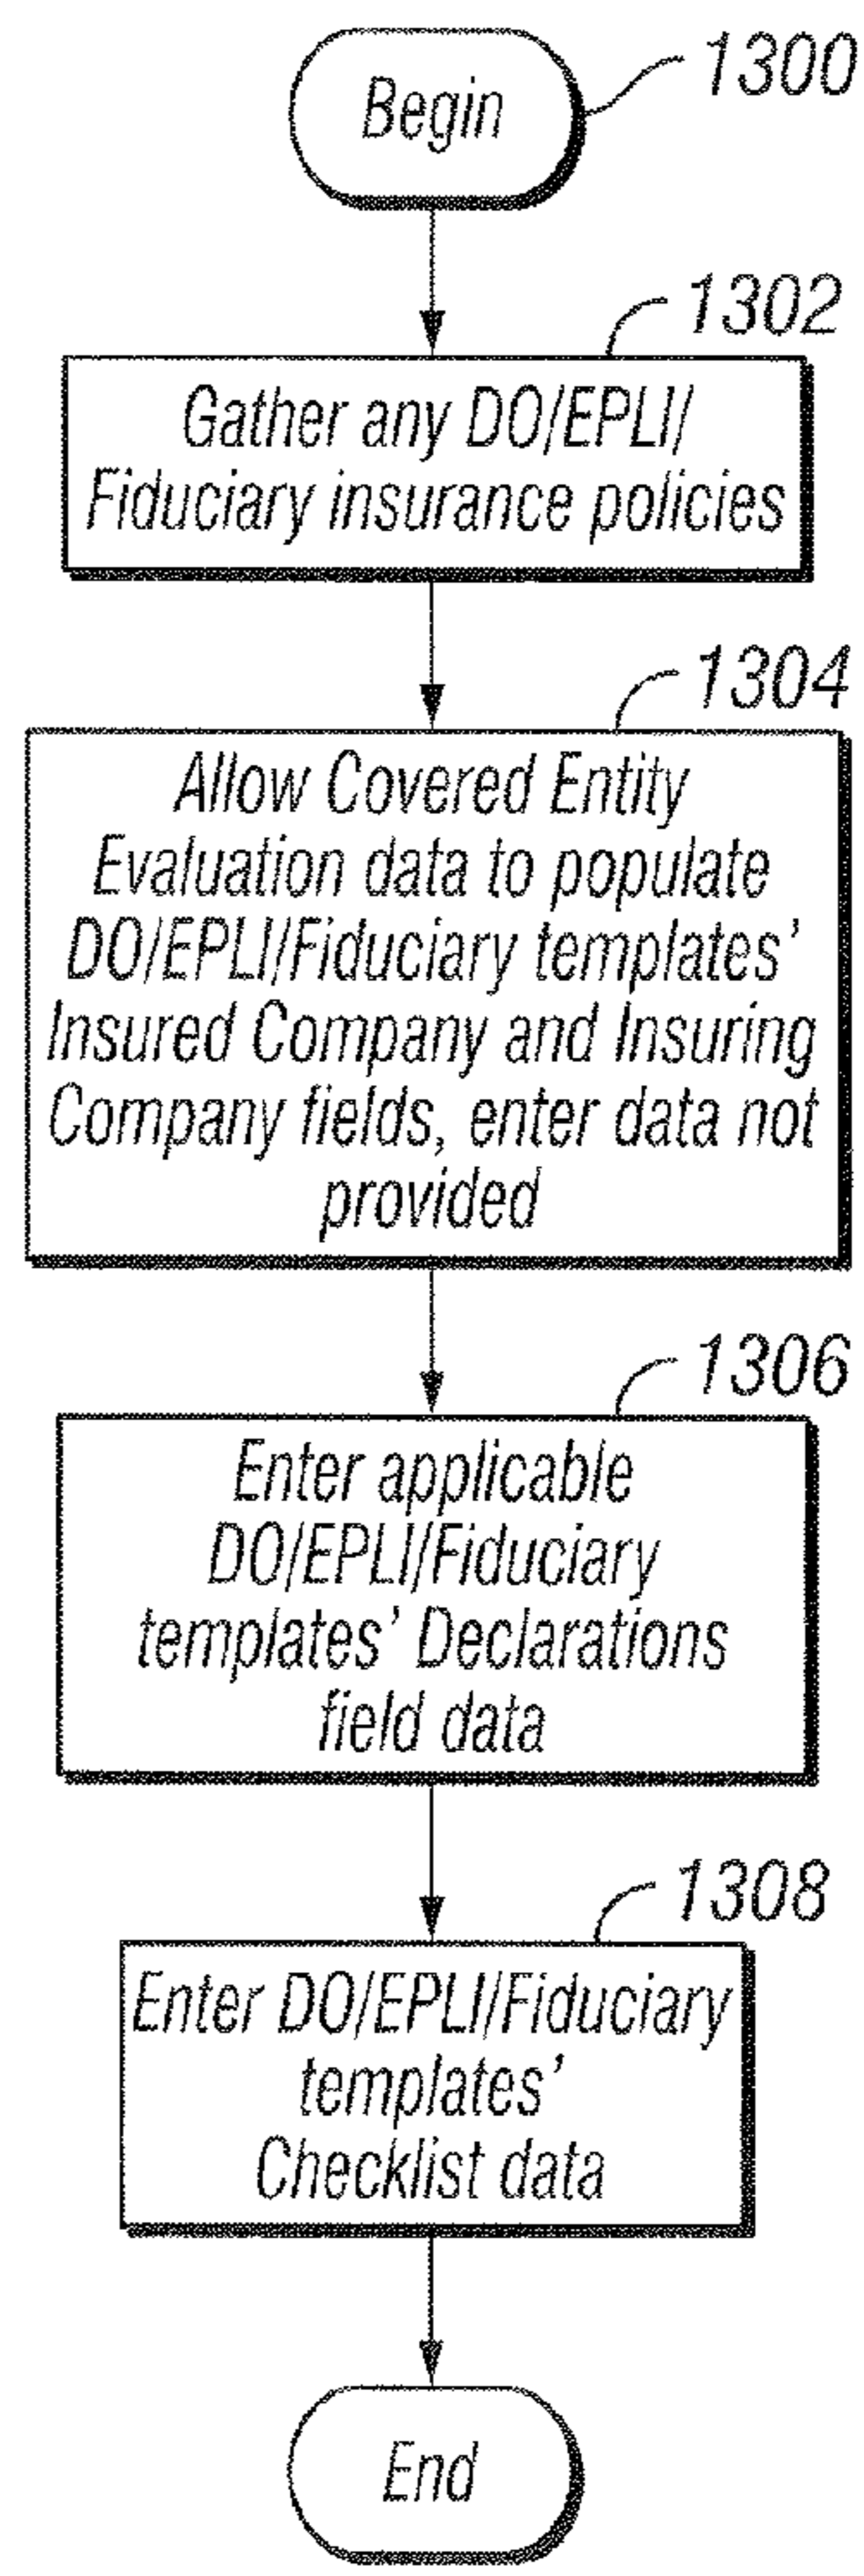 Begin
1300
1302
Gather any DO/EPLI/
Fiduciary insurance policies
1304
Allow Covered Entity
Evaluation data to populate
DO/EPLI/Fiduciary templates’
Insured Company and Insuring
Company fields, enter data not
provided
1306
Enter applicable
DO/EPLI/Fiduciary
templates’ Declarations
field data
1308
Enter DO/EPLI/Fiduciary
templates’
Checklist data
End